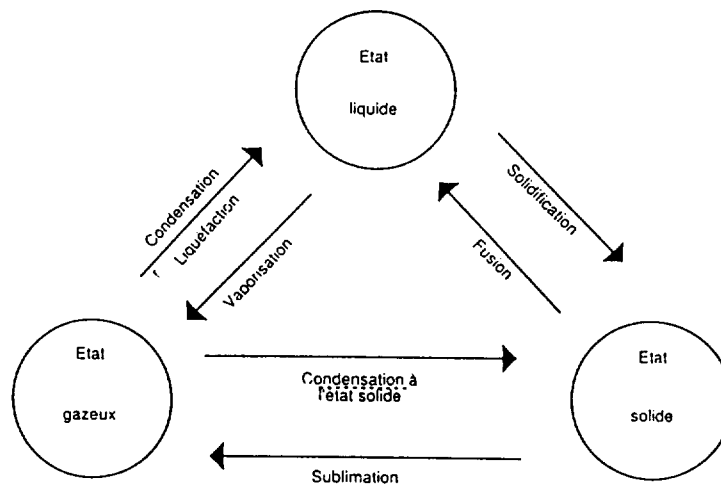 Etat
liquide
Condensation
Liquéfaction
Vaporisation
Solidification
Fusion
Etat
gazeux
Condensation à
l'état solide
Sublimation
Etat
solide